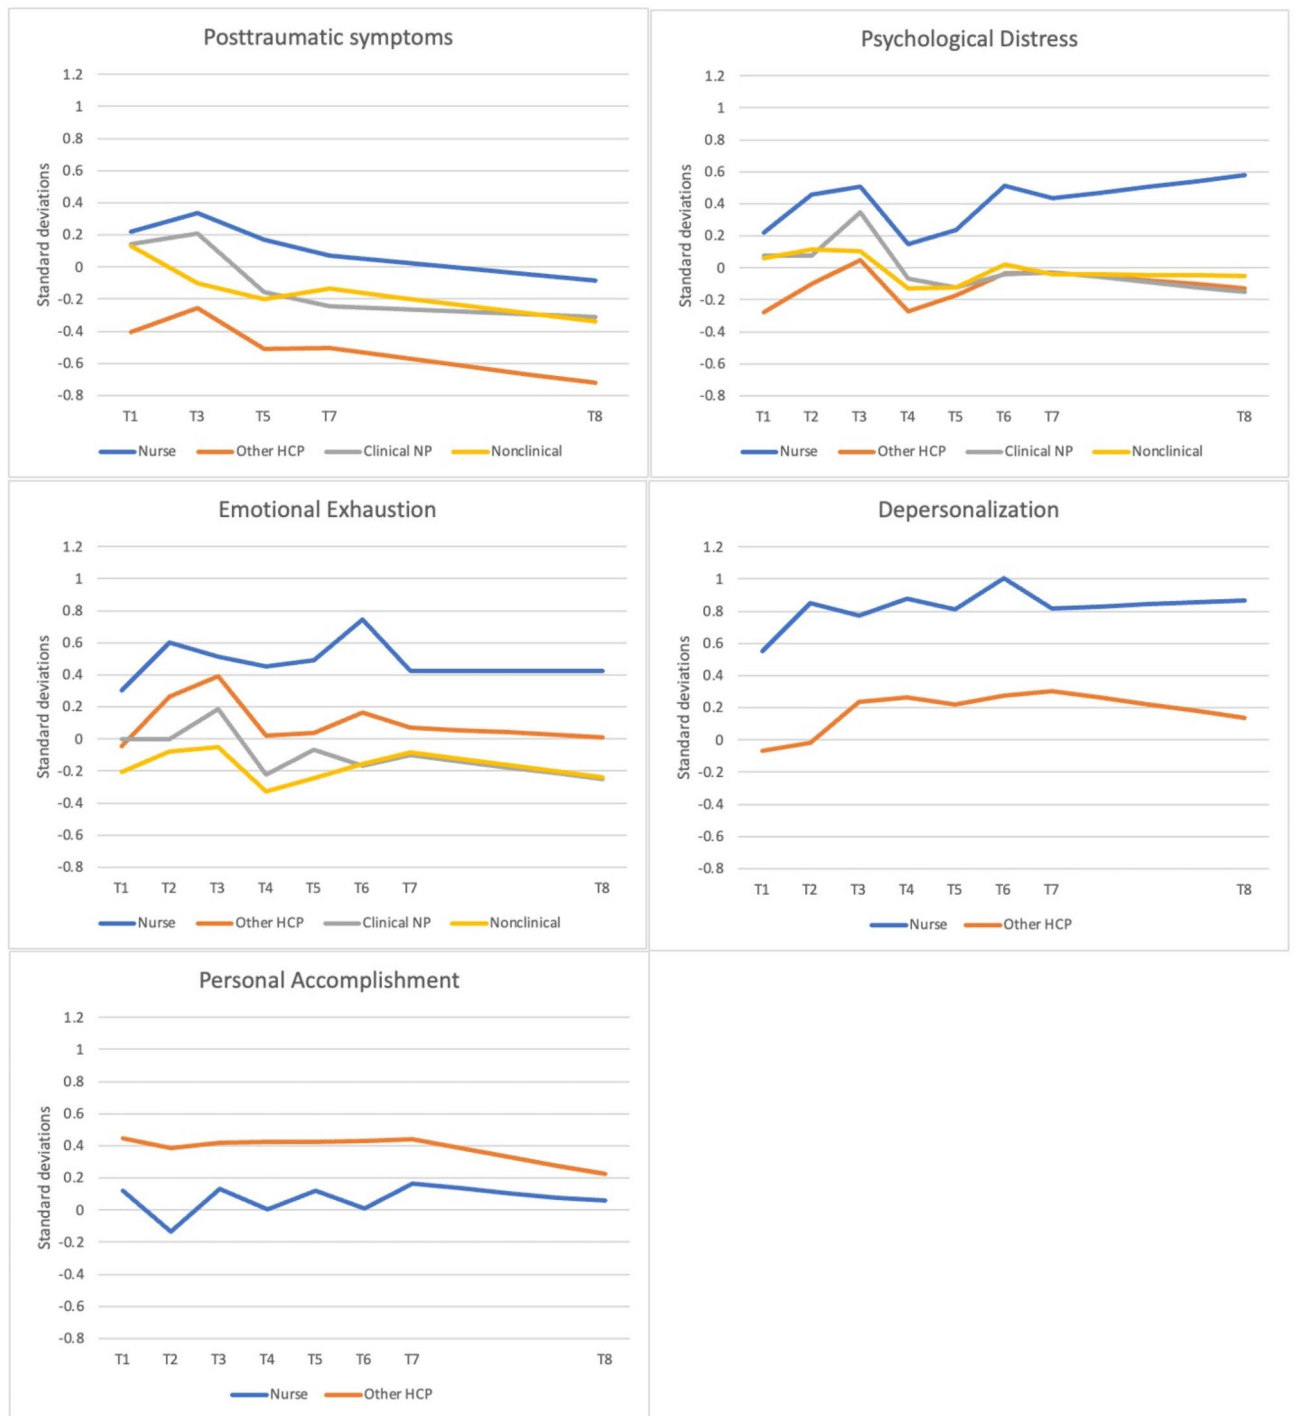 Posttraumatic symptoms
Standard deviations
1.2
1
0.8
0.6
0.4
0.2
0
-0.2
-0.4
-0.6
-0.8
T1 T3 T5 T7 T8
Nurse Other HCP Clinical NP Nonclinical
Psychological Distress
Standard deviations
1.2
1
0.8
0.6
0.4
0.2
0
-0.2
-0.4
-0.6
-0.8
T1 T2 T3 T4 T5 T6 T7 T8
Nurse Other HCP Clinical NP Nonclinical
Emotional Exhaustion
Standard deviations
1.2
1
0.8
0.6
0.4
0.2
0
-0.2
-0.4
-0.6
-0.8
T1 T2 T3 T4 T5 T6 T7 T8
Nurse Other HCP Clinical NP Nonclinical
Depersonalization
Standard deviations
1.2
1
0.8
0.6
0.4
0.2
0
-0.2
-0.4
-0.6
-0.8
T1 T2 T3 T4 T5 T6 T7 T8
Nurse Other HCP
Personal Accomplishment
Standard deviations
1.2
1
0.8
0.6
0.4
0.2
0
-0.2
-0.4
-0.6
-0.8
T1 T2 T3 T4 T5 T6 T7 T8
Nurse Other HCP